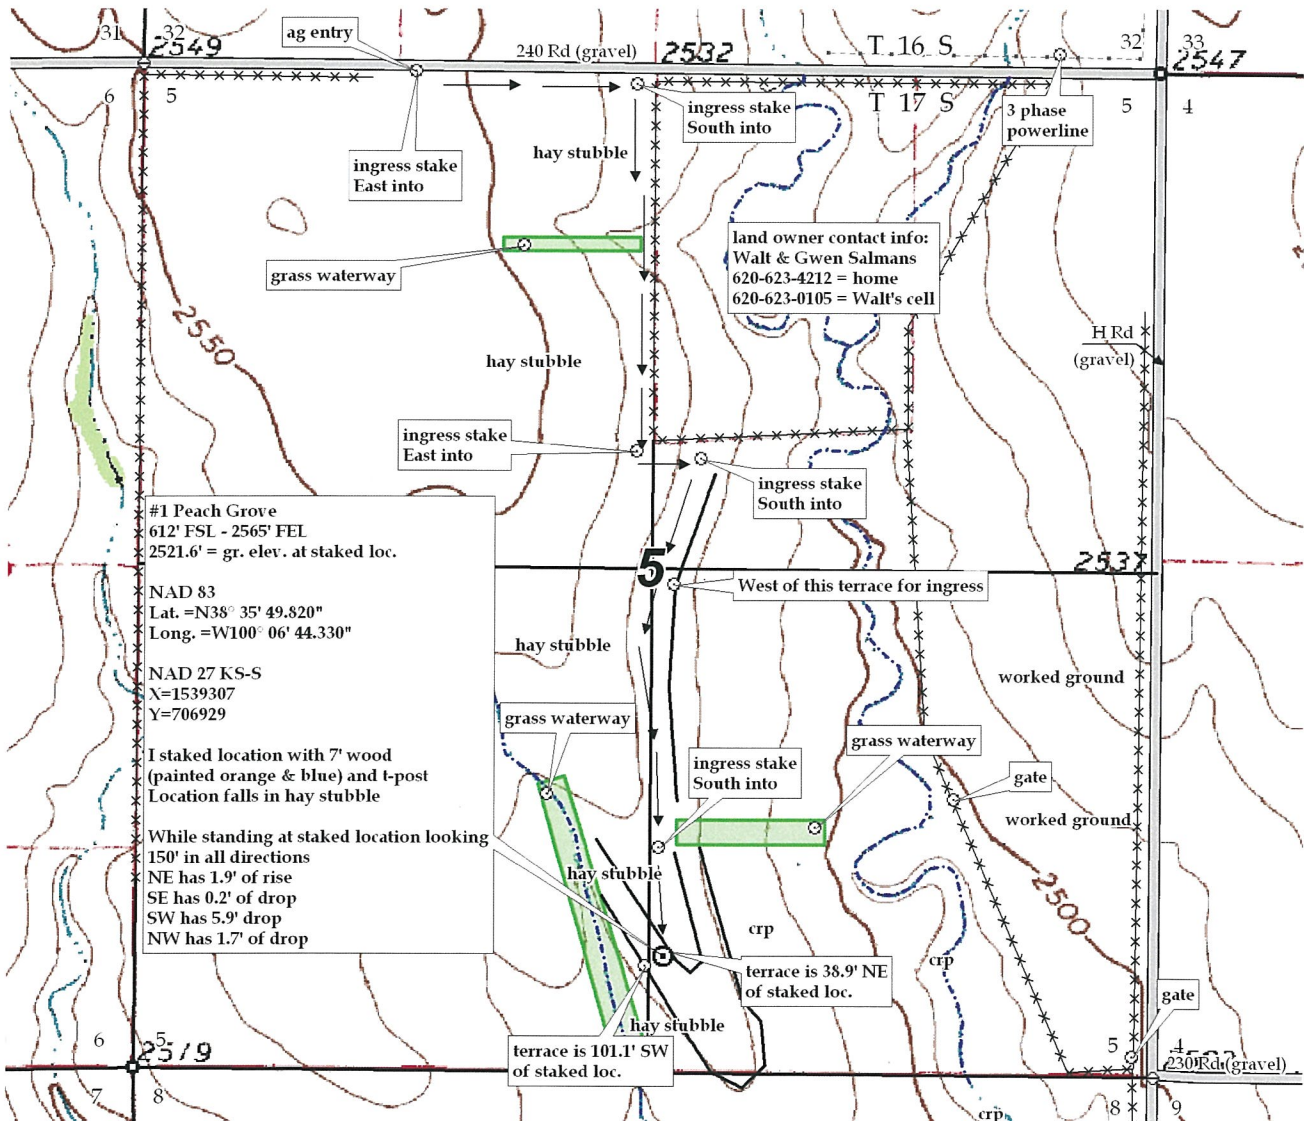 31
32
2549
ag entry
240 Rd (gravel)
2532
T 16 S
32
33
2547
6
5
T 17 S
5
4
ingress stake
South into
3 phase
powerline
ingress stake
East into
hay stubble
grass waterway
land owner contact info:
Walt & Gwen Salmans
620-623-4212 = home
620-623-0105 = Walt's cell
2550
H Rd
(gravel)
hay stubble
ingress stake
East into
ingress stake
South into
#1 Peach Grove
612' FSL - 2565' FEL
2521.6' = gr. elev. at staked loc.
NAD 83
Lat. =N38° 35' 49.820"
Long. =W100° 06' 44.330"
NAD 27 KS-S
X=1539307
Y=706929
I staked location with 7' wood
(painted orange & blue) and t-post
Location falls in hay stubble
While standing at staked location looking
150' in all directions
NE has 1.9' of rise
SE has 0.2' of drop
SW has 5.9' drop
NW has 1.7' of drop
5
2537
West of this terrace for ingress
hay stubble
worked ground
grass waterway
grass waterway
ingress stake
South into
gate
worked ground
hay stubble
2500
crp
crp
terrace is 38.9' NE
of staked loc.
gate
hay stubble
terrace is 101.1' SW
of staked loc.
6
5
2519
5
4
230 Rd (gravel)
7
8
crp
8
9